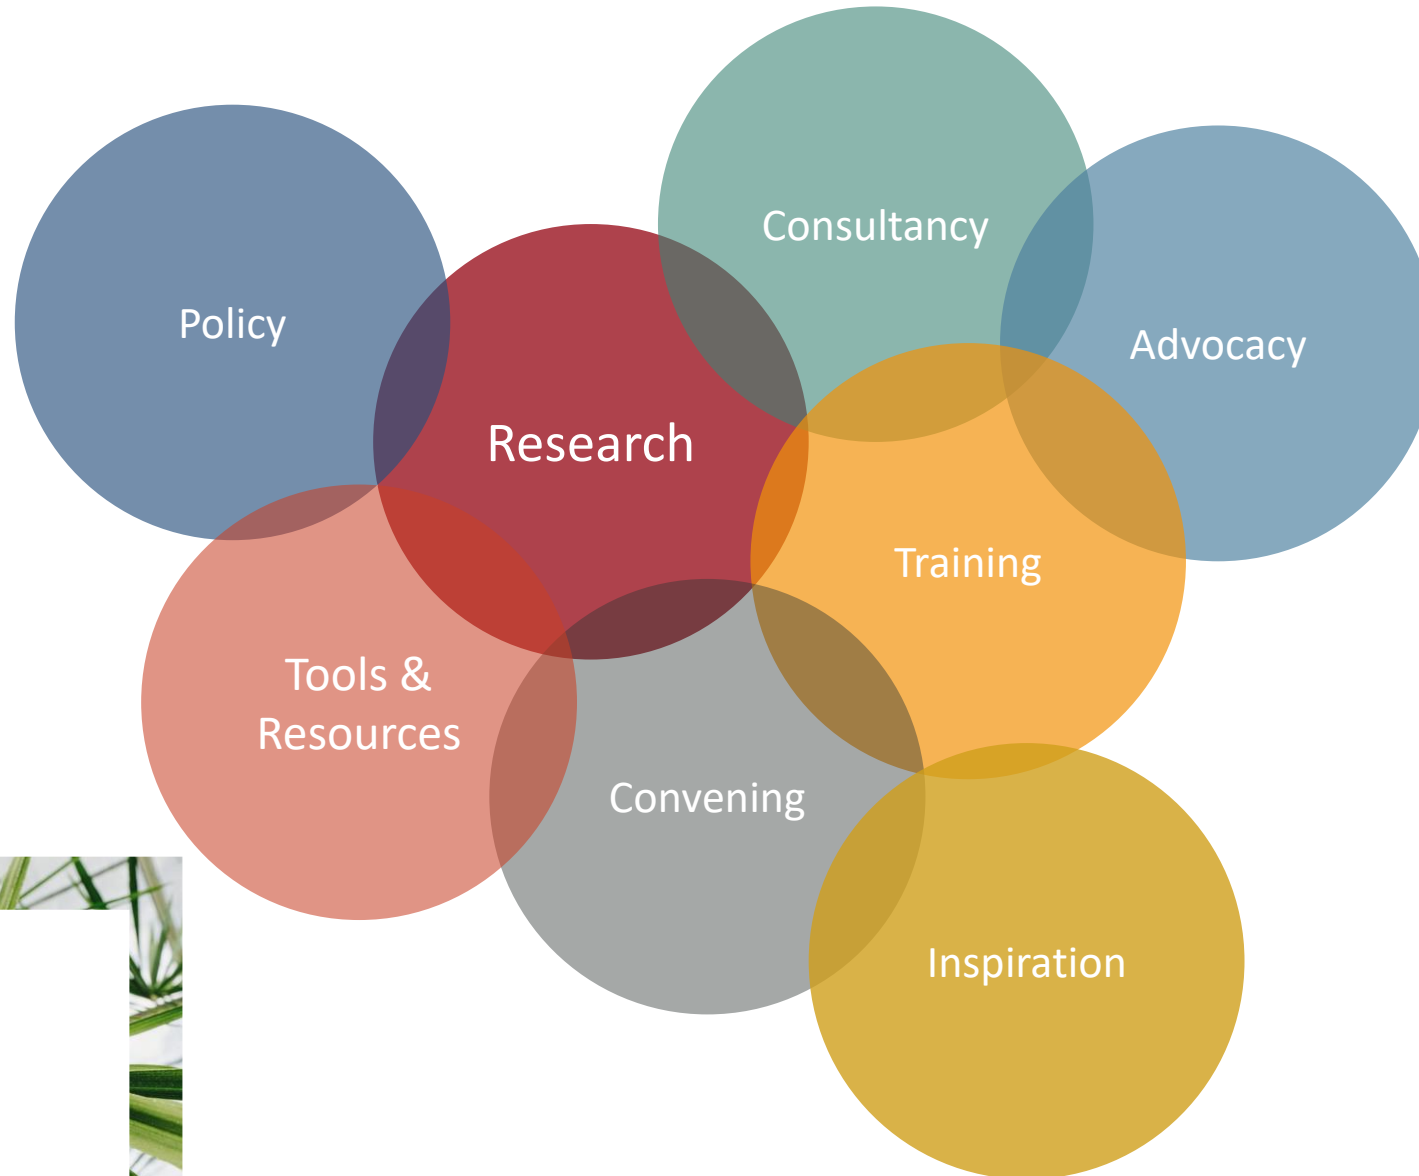 Consultancy
Policy
Advocacy
Research
Training
Tools &
Resources
Convening
Inspiration